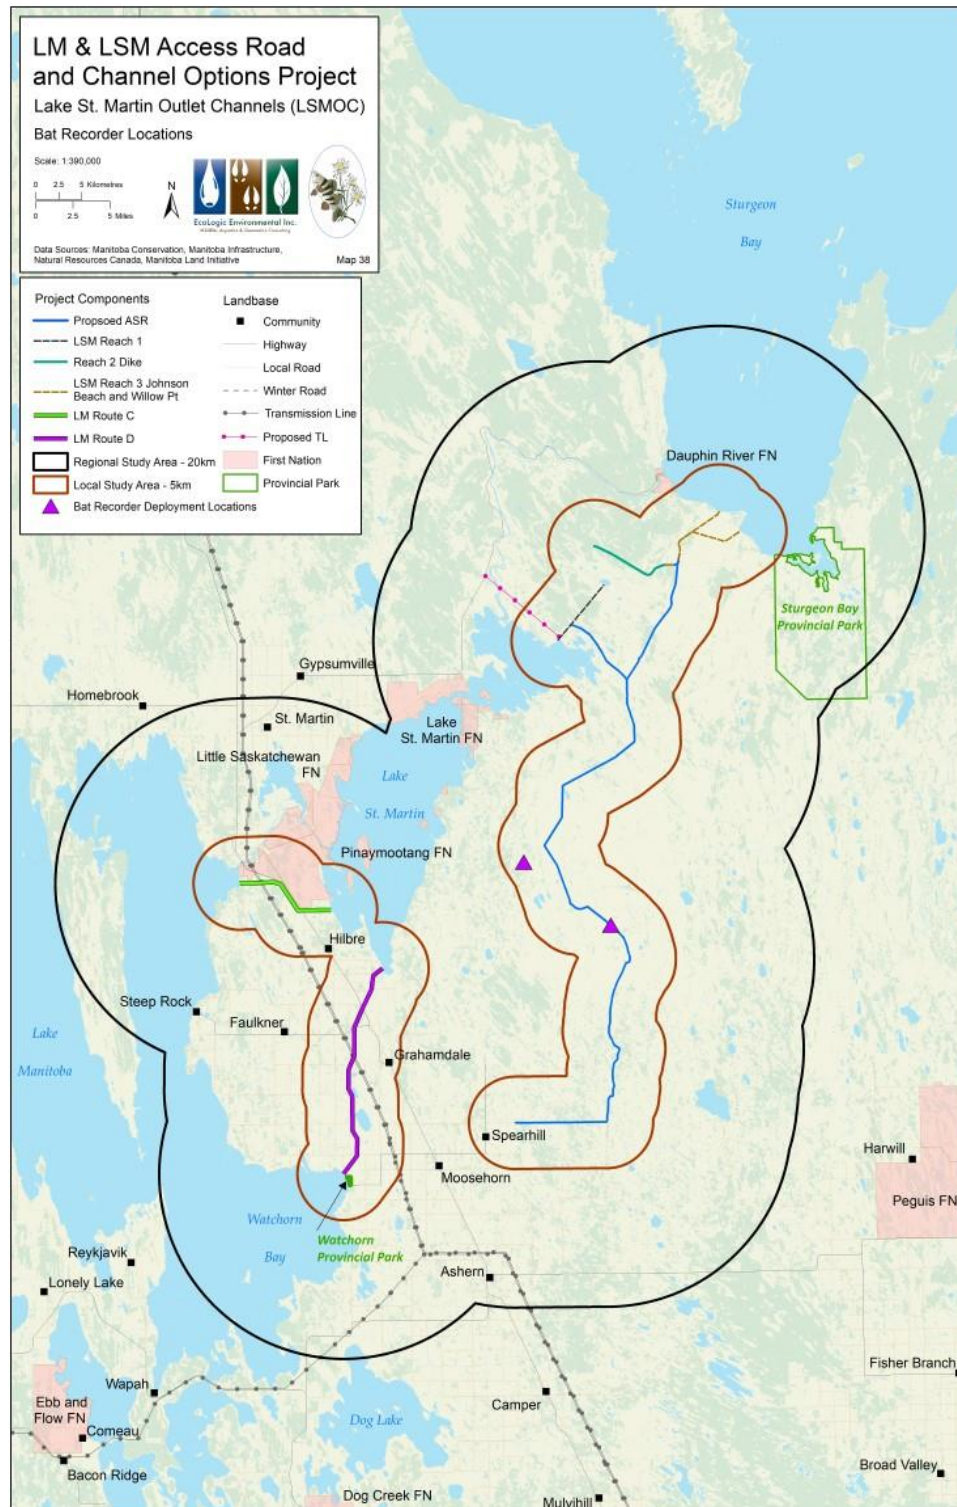 LM & LSM Access Road
and Channel Options Project
Lake St. Martin Outlet Channels (LSMOC)
Bat Recorder Locations
Scale: 1:390,000
0 2.5 5 Kilometres
0 2.5 5 Miles
N
EcoLogic Environmental Inc.
Wildlife, Aquatics & Geomatics Consulting
Data Sources: Manitoba Conservation, Manitoba Infrastructure,
Natural Resources Canada, Manitoba Land Initiative
Map 38
Project Components
Propsoed ASR
LSM Reach 1
Reach 2 Dike
LSM Reach 3 Johnson
Beach and Willow Pt
LM Route C
LM Route D
Regional Study Area - 20km
Local Study Area - 5km
Bat Recorder Deployment Locations
Landbase
Community
Highway
Local Road
Winter Road
Transmission Line
Proposed TL
First Nation
Provincial Park
Sturgeon
Bay
Dauphin River FN
Sturgeon Bay
Provincial Park
Gypsumville
Homebrook
St. Martin
Lake
St. Martin FN
Little Saskatchewan
FN
Lake
St. Martin
Pinaymootang FN
Hilbre
Steep Rock
Faulkner
Lake
Manitoba
Grahamdale
Spearhill
Harwill
Moosehorn
Peguis FN
Watchorn
Bay
Watchorn
Provincial Park
Reykjavik
Lonely Lake
Ashern
Fisher Branch
Wapah
Ebb and
Flow FN
Camper
Dog Lake
Comeau
Bacon Ridge
Broad Valley
Dog Creek FN
Mulvihill